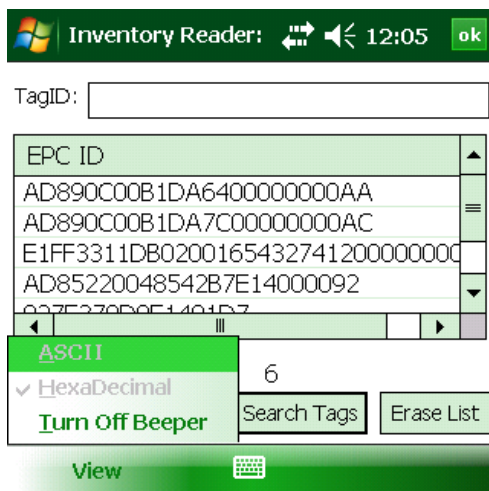 Inventory Reader: 12:05 ok
TagID:
EPC ID
AD890C00B1DA6400000000AA
AD890C00B1DA7C00000000AC
E1FF3311DB02001654327412000000C
AD85220048542B7E14000092
ASCII
HexaDecimal
6
Turn Off Beeper
Search Tags
Erase List
View